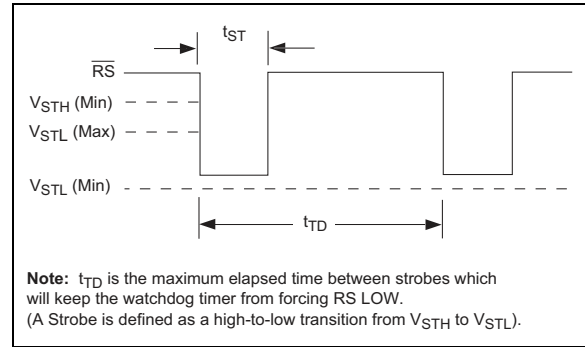 tST
RS
VSTH (Min)
VSTL (Max)
VSTL (Min)
tTD
Note: tTD is the maximum elapsed time between strobes which
will keep the watchdog timer from forcing RS LOW.
(A Strobe is defined as a high-to-low transition from VSTH to VSTL).